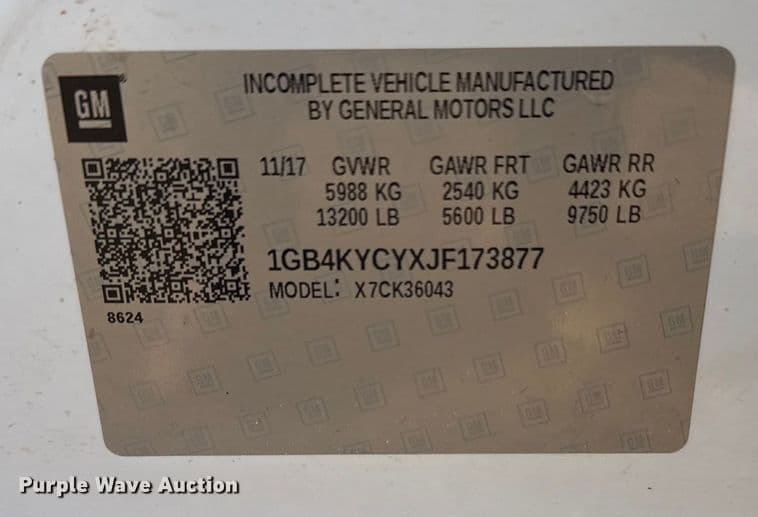 GM
INCOMPLETE VEHICLE MANUFACTURED
BY GENERAL MOTORS LLC
11/17 GVWR GAWR FRT GAWR RR
5988 KG 2540 KG 4423 KG
13200 LB 5600 LB 9750 LB
1GB4KYCYXJF173877
MODEL: X7CK36043
8624
Purple Wave Auction